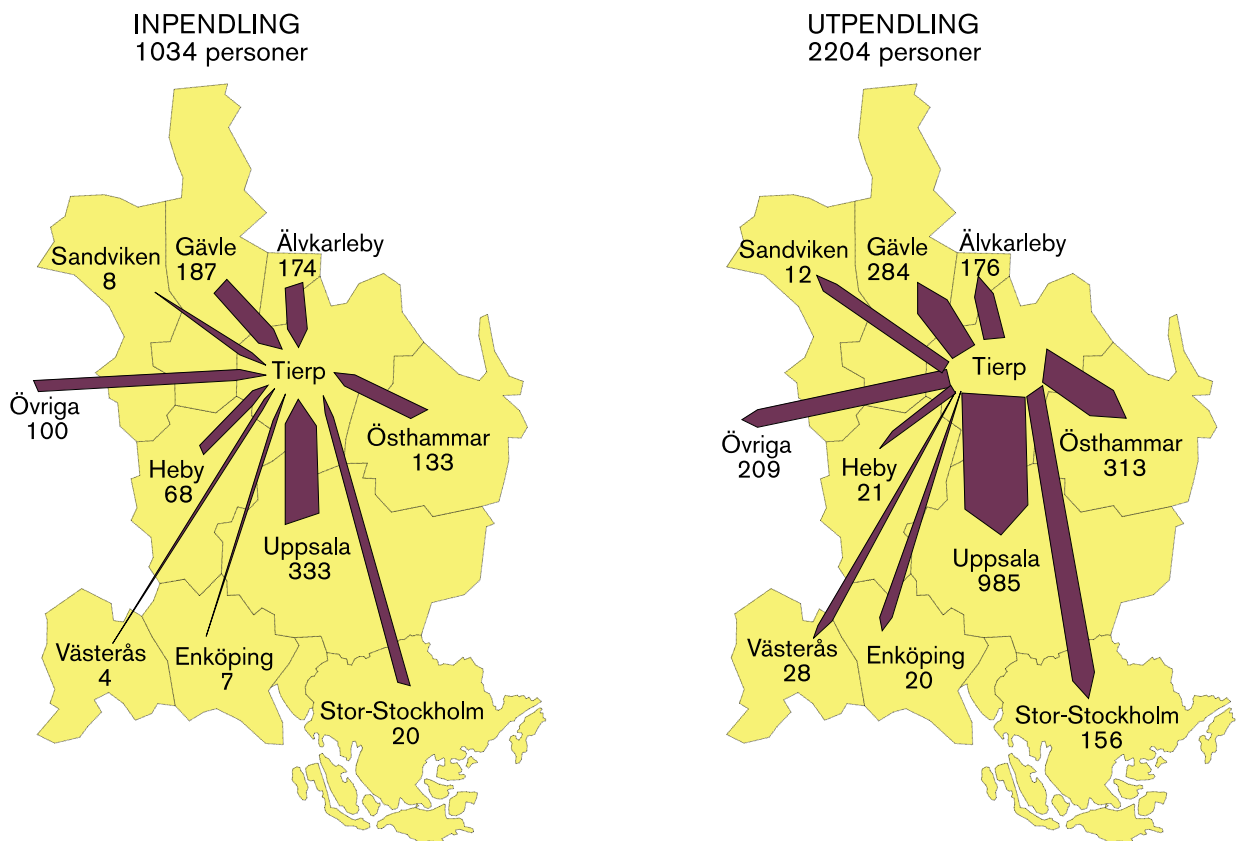 INPENDLING
1034 personer
Sandviken
8
Gävle
187
Älvkarleby
174
Tierp
Övriga
100
Heby
68
Östhammar
133
Uppsala
333
Västerås
4
Enköping
7
Stor-Stockholm
20
UTPENDLING
2204 personer
Sandviken
12
Gävle
284
Älvkarleby
176
Tierp
Övriga
209
Heby
21
Östhammar
313
Uppsala
985
Västerås
28
Enköping
20
Stor-Stockholm
156